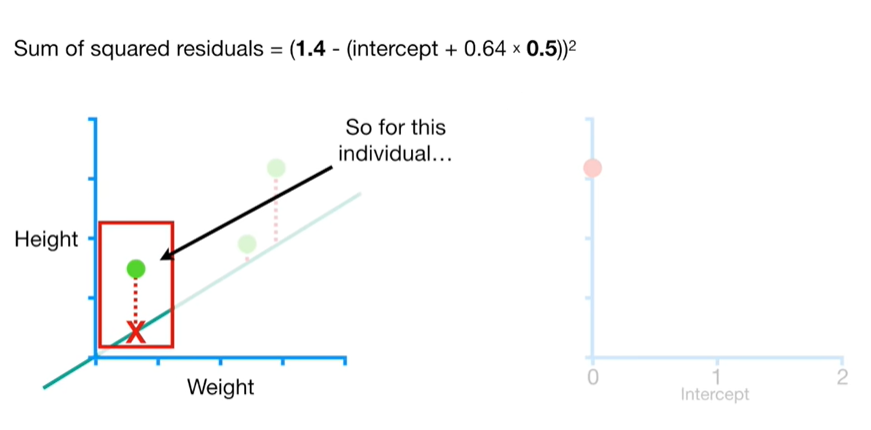 Sum of squared residuals = (1.4 - (intercept + 0.64 × 0.5))²
So for this
individual…
Height
X
Weight
0
1
2
Intercept